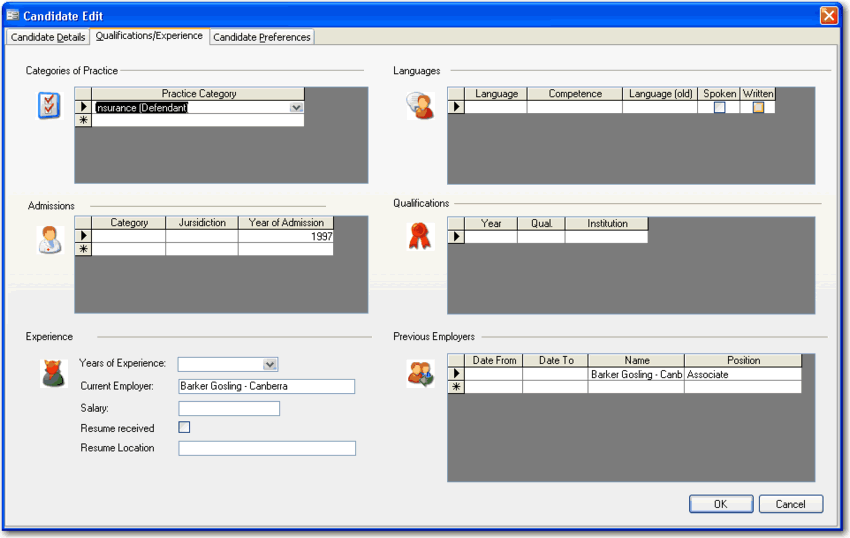 Candidate Edit
Candidate Details Qualifications/Experience Candidate Preferences
Categories of Practice
Practice Category
nsurance (Defendant)
Languages
Language Competence Language (old) Spoken Written
Admissions
Category Jursidiction Year of Admission
1997
Qualifications
Year Qual. Institution
Experience
Years of Experience:
Current Employer: Barker Gosling - Canberra
Salary:
Resume received
Resume Location
Previous Employers
Date From Date To Name Position
Barker Gosling - Canb Associate
OK Cancel